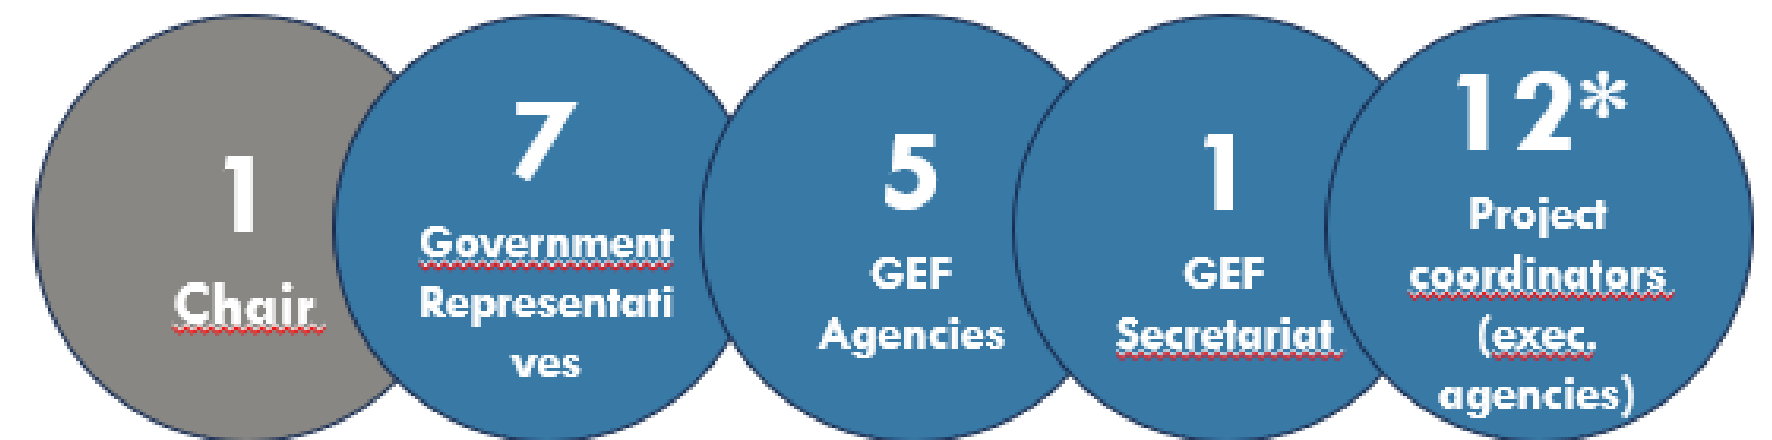 1
Chair
7
Government
Representati
ves
5
GEF
Agencies
1
GEF
Secretariat
12*
Project
coordinators
(exec.
agencies)